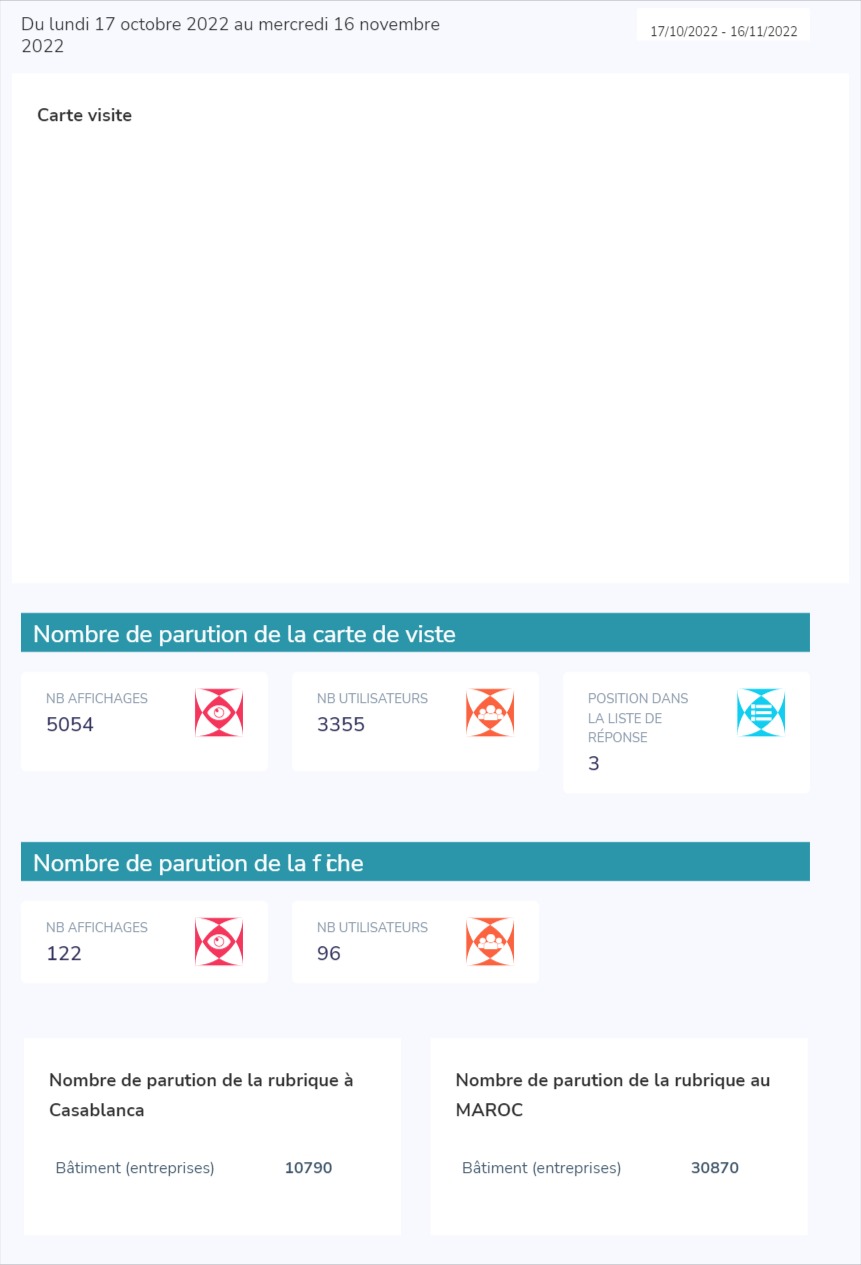 Du lundi 17 octobre 2022 au mercredi 16 novembre
2022
17/10/2022 - 16/11/2022
Carte visite
Nombre de parution de la carte de viste
NB AFFICHAGES
5054
NB UTILISATEURS
3355
POSITION DANS
LA LISTE DE
RÉPONSE
3
Nombre de parution de la fiche
NB AFFICHAGES
122
NB UTILISATEURS
96
Nombre de parution de la rubrique à
Casablanca
Bâtiment (entreprises) 10790
Nombre de parution de la rubrique au
MAROC
Bâtiment (entreprises) 30870